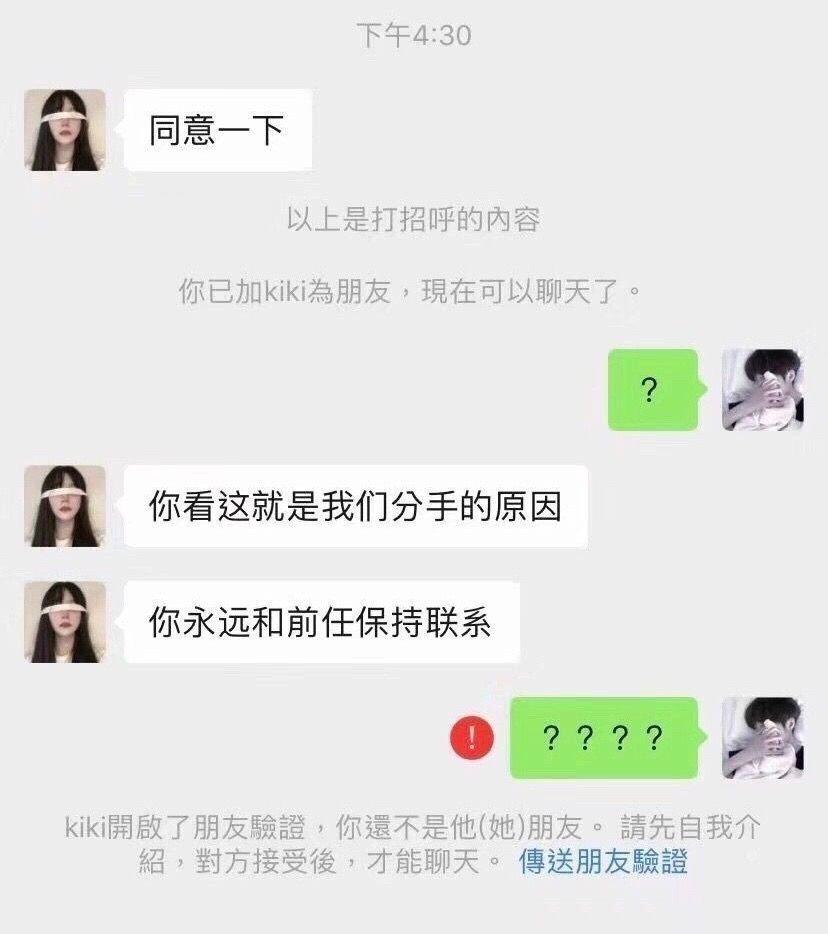 下午4:30
同意一下
以上是打招呼的內容
你已加kiki為朋友，現在可以聊天了。
？
你看这就是我们分手的原因
你永远和前任保持联系
！
？？？？
kiki開啟了朋友驗證，你還不是他(她)朋友。請先自我介
紹，對方接受後，才能聊天。傳送朋友驗證